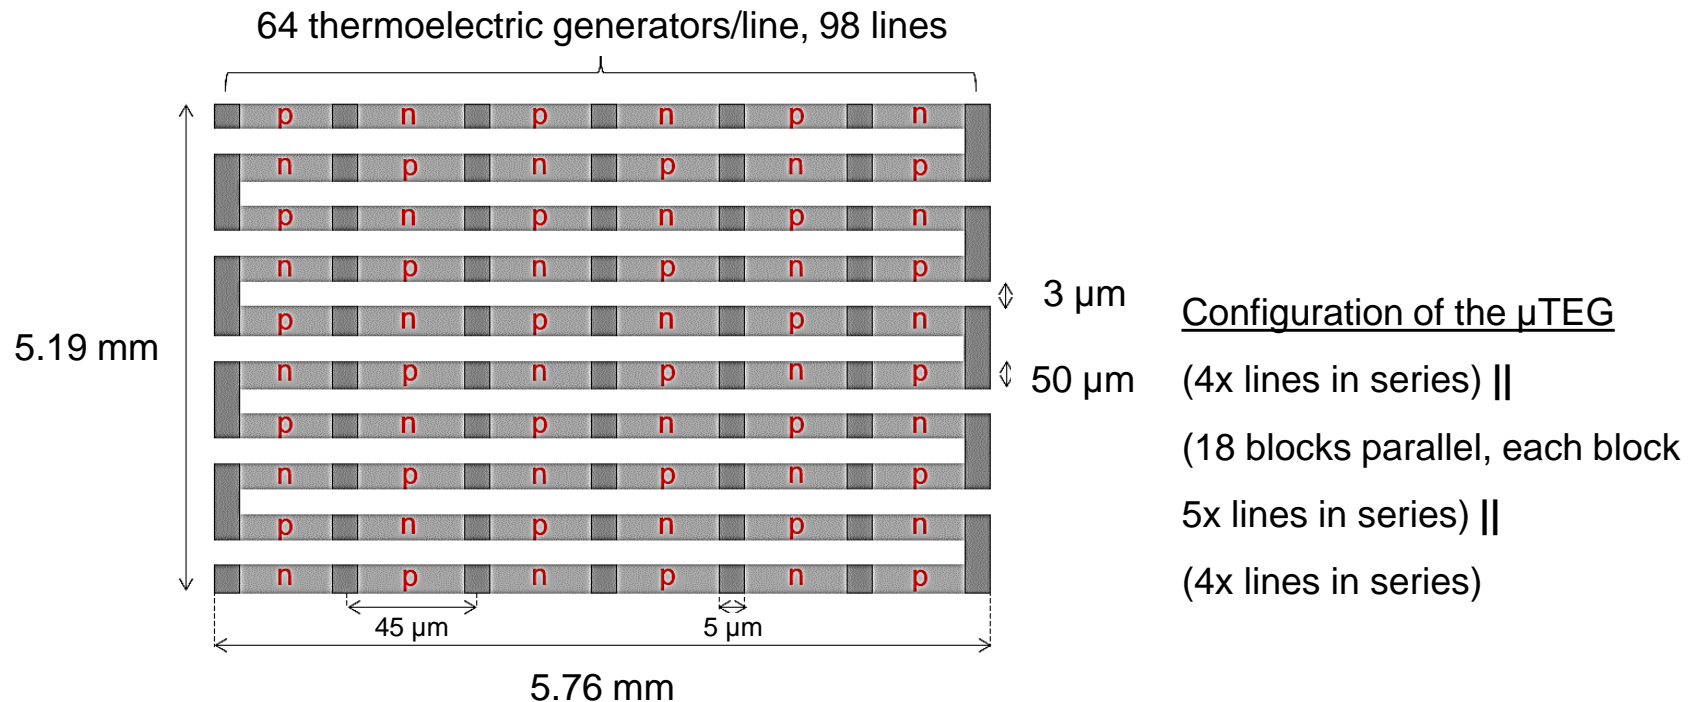 64 thermoelectric generators/line, 98 lines
p n p n p n
n p n p n p
p n p n p n
n p n p n p
3 µm
p n p n p n
5.19 mm
n p n p n p
50 µm
p n p n p n
n p n p n p
p n p n p n
n p n p n p
45 µm
5 µm
5.76 mm
Configuration of the µTEG
(4x lines in series) ||
(18 blocks parallel, each block
5x lines in series) ||
(4x lines in series)